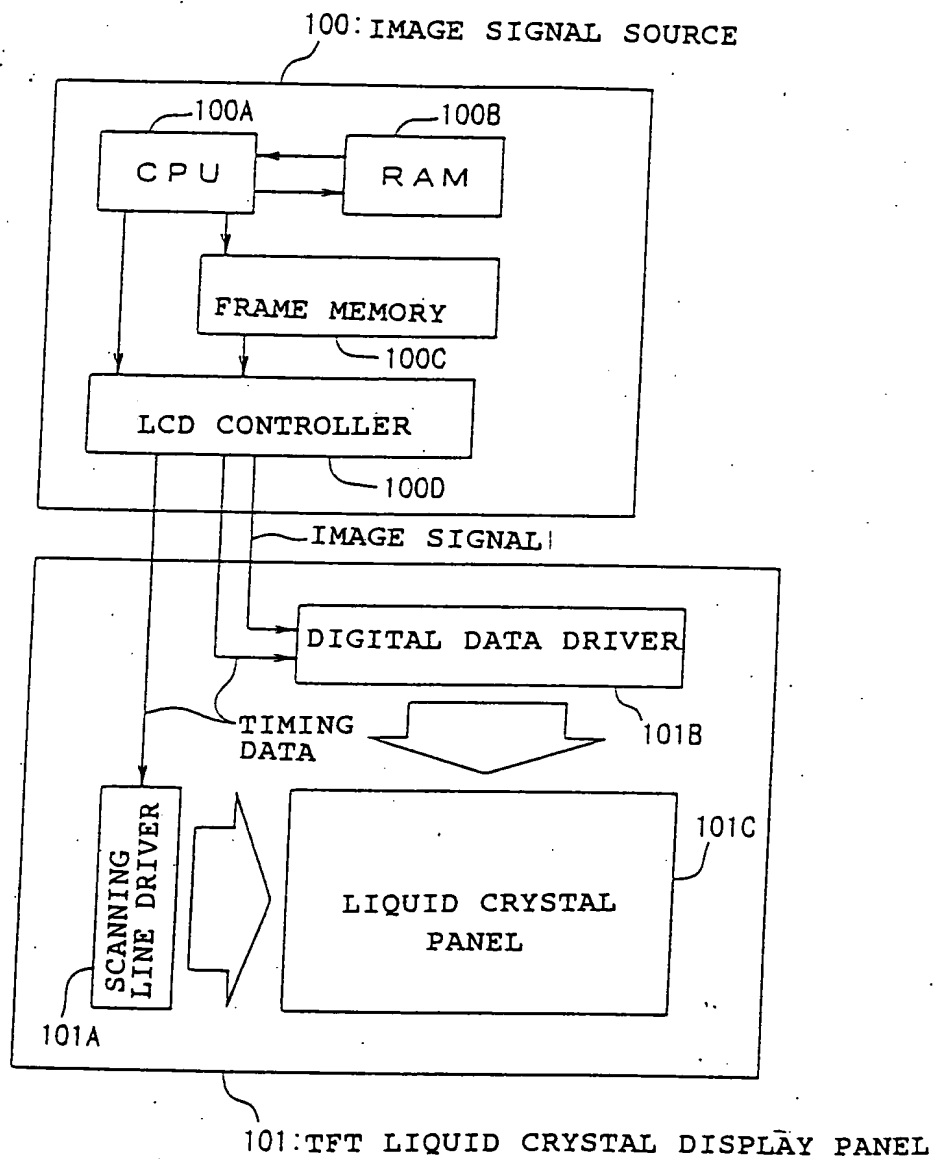 100:IMAGE SIGNAL SOURCE
100A
100B
CPU
RAM
FRAME MEMORY
100C
LCD CONTROLLER
100D
IMAGE SIGNAL
DIGITAL DATA DRIVER
101B
TIMING
DATA
SCANNING
LINE DRIVER
101A
101C
LIQUID CRYSTAL
PANEL
101:TFT LIQUID CRYSTAL DISPLAY PANEL